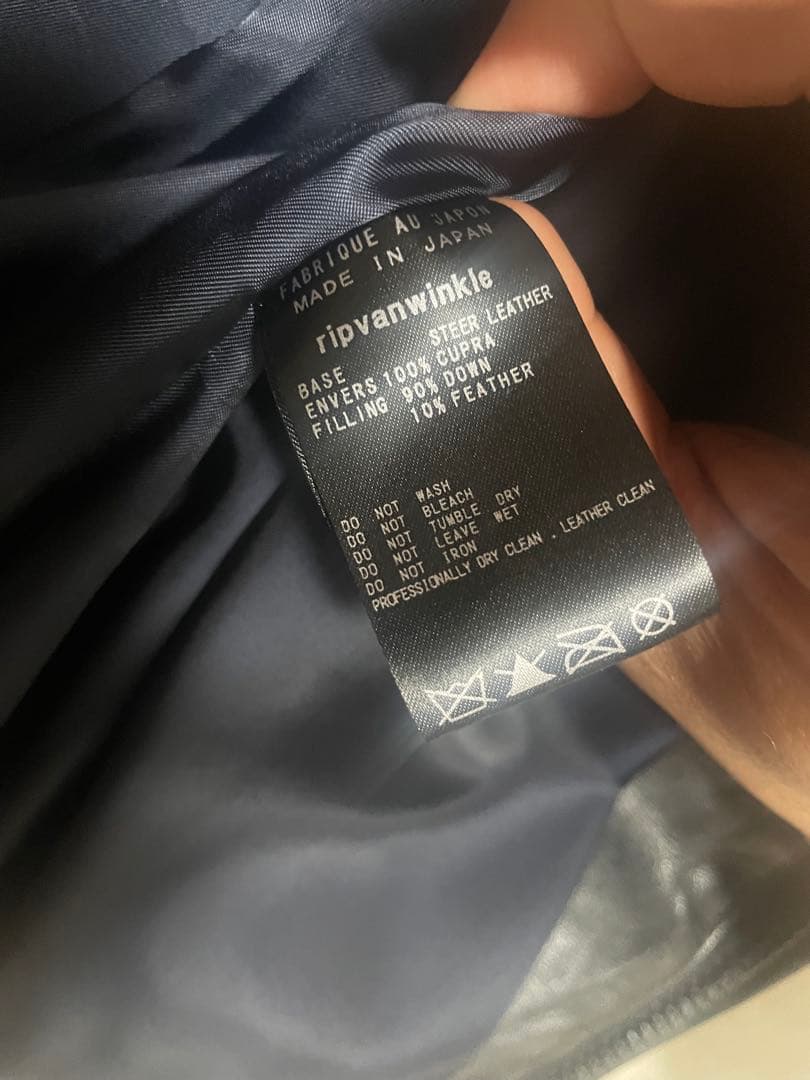 FABRIQUE AU JAPON
MADE IN JAPAN
ripvanwinkle
BASE STEER LEATHER
ENVERS 100% CUPRA
FILLING 90% DOWN
10% FEATHER
DO NOT WASH
DO NOT BLEACH
DO NOT TUMBLE DRY
DO NOT LEAVE WET
DO NOT IRON
PROFESSIONALLY DRY CLEAN . LEATHER CLEAN